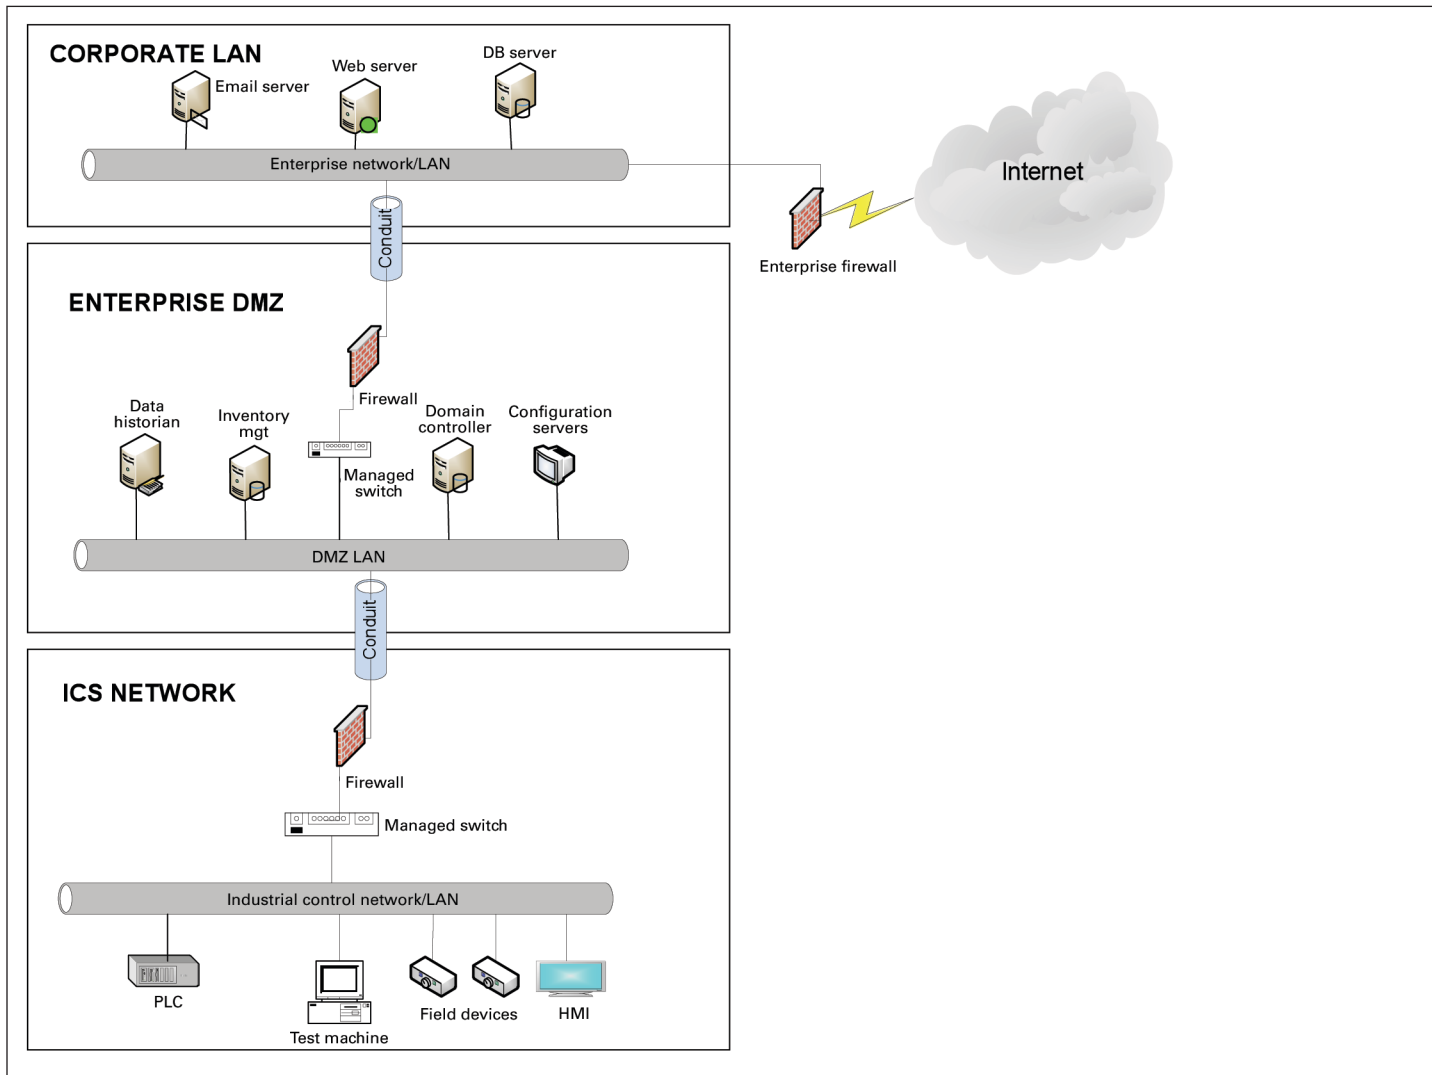 CORPORATE LAN
Email server
Web server
DB server
Enterprise network/LAN
Internet
Enterprise firewall
Conduit
ENTERPRISE DMZ
Firewall
Data
historian
Inventory
mgt
Managed
switch
Domain
controller
Configuration
servers
DMZ LAN
Conduit
ICS NETWORK
Firewall
Managed switch
Industrial control network/LAN
PLC
Test machine
Field devices
HMI